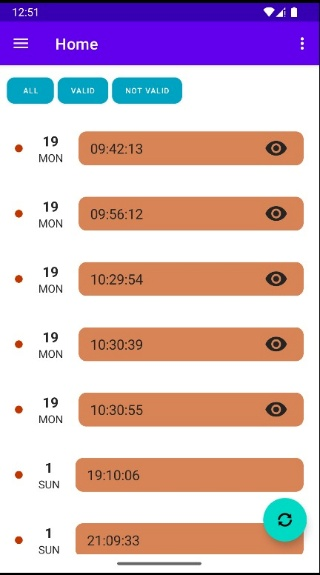 12:51
Home
ALL VALID NOT VALID
19
MON
09:42:13
19
MON
09:56:12
19
MON
10:29:54
19
MON
10:30:39
19
MON
10:30:55
1
SUN
19:10:06
1
SUN
21:09:33